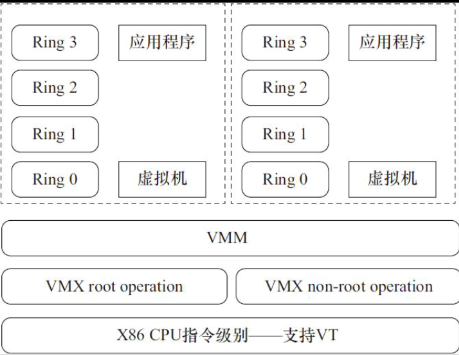 Ring 3 应用程序 Ring 3 应用程序
Ring 2 Ring 2
Ring 1 Ring 1
Ring 0 虚拟机 Ring 0 虚拟机
VMM
VMX root operation VMX non-root operation
X86 CPU指令级别——支持VT